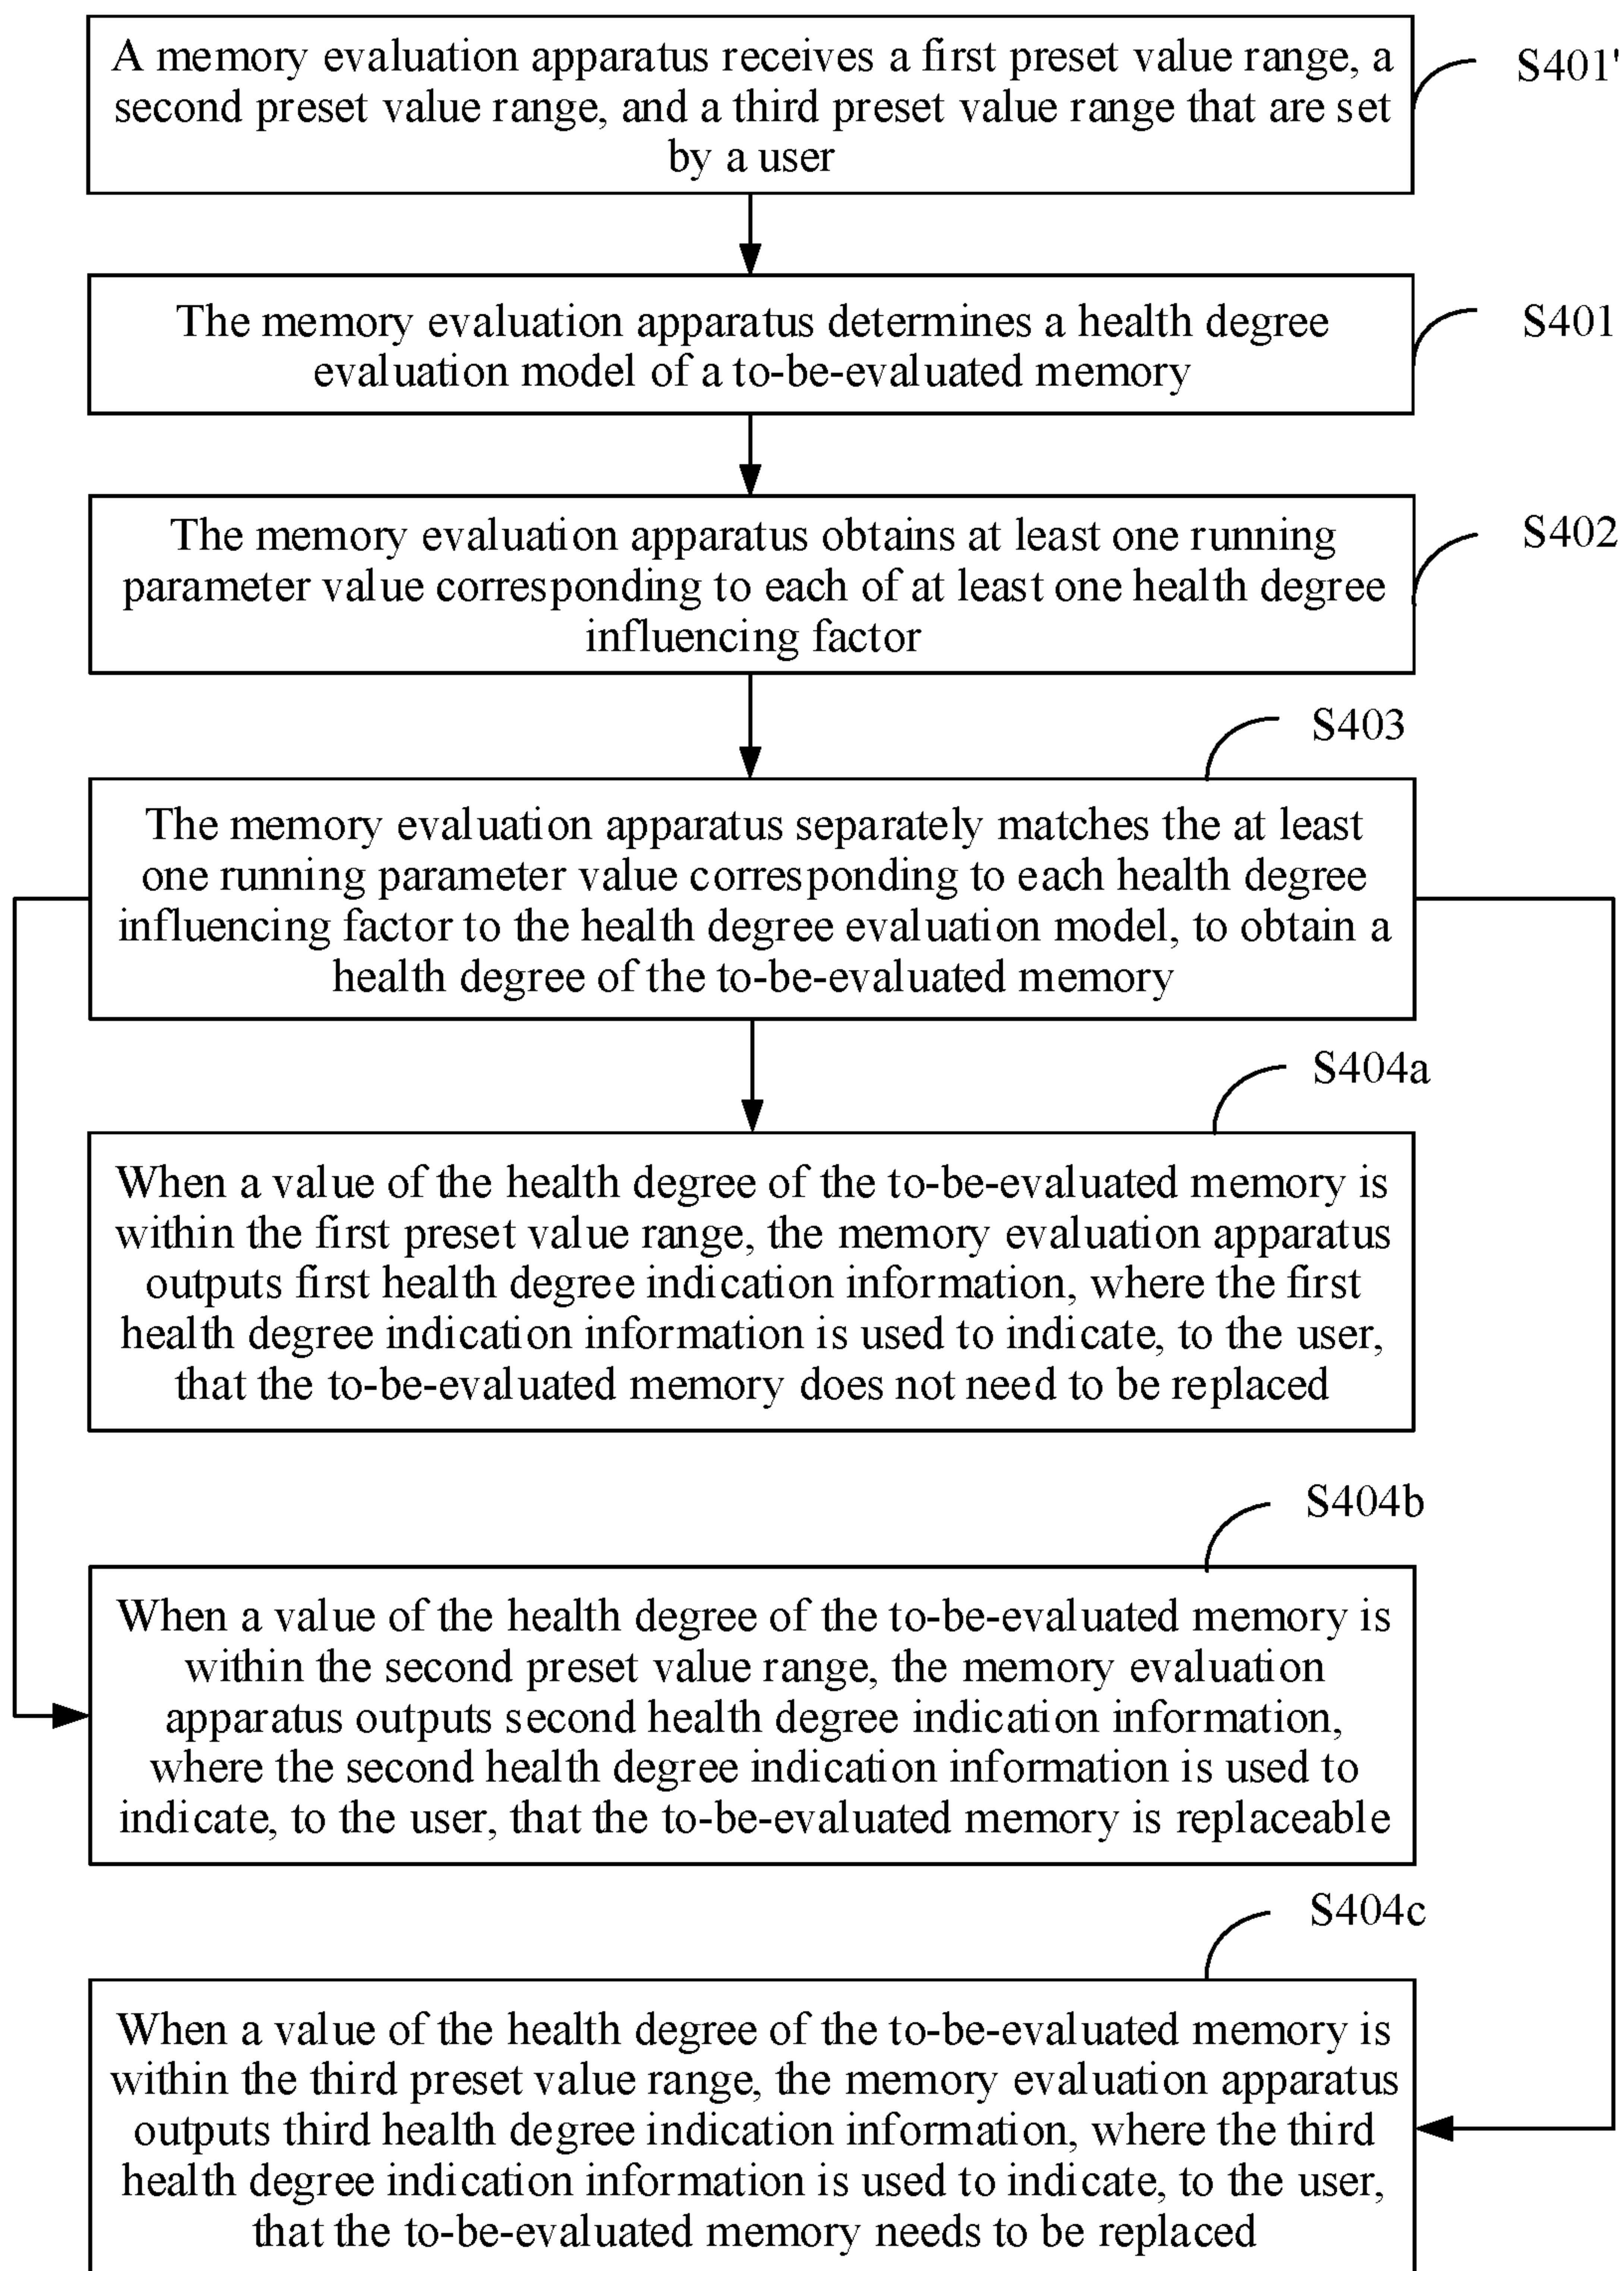 A memory evaluation apparatus receives a first preset value range, a
second preset value range, and a third preset value range that are set
by a user
S401'
The memory evaluation apparatus determines a health degree
evaluation model of a to-be-evaluated memory
S401
The memory evaluation apparatus obtains at least one running
parameter value corresponding to each of at least one health degree
influencing factor
S402
S403
The memory evaluation apparatus separately matches the at least
one running parameter value corresponding to each health degree
influencing factor to the health degree evaluation model, to obtain a
health degree of the to-be-evaluated memory
S404a
When a value of the health degree of the to-be-evaluated memory is
within the first preset value range, the memory evaluation apparatus
outputs first health degree indication information, where the first
health degree indication information is used to indicate, to the user,
that the to-be-evaluated memory does not need to be replaced
S404b
When a value of the health degree of the to-be-evaluated memory is
within the second preset value range, the memory evaluation
apparatus outputs second health degree indication information,
where the second health degree indication information is used to
indicate, to the user, that the to-be-evaluated memory is replaceable
S404c
When a value of the health degree of the to-be-evaluated memory is
within the third preset value range, the memory evaluation apparatus
outputs third health degree indication information, where the third
health degree indication information is used to indicate, to the user,
that the to-be-evaluated memory needs to be replaced